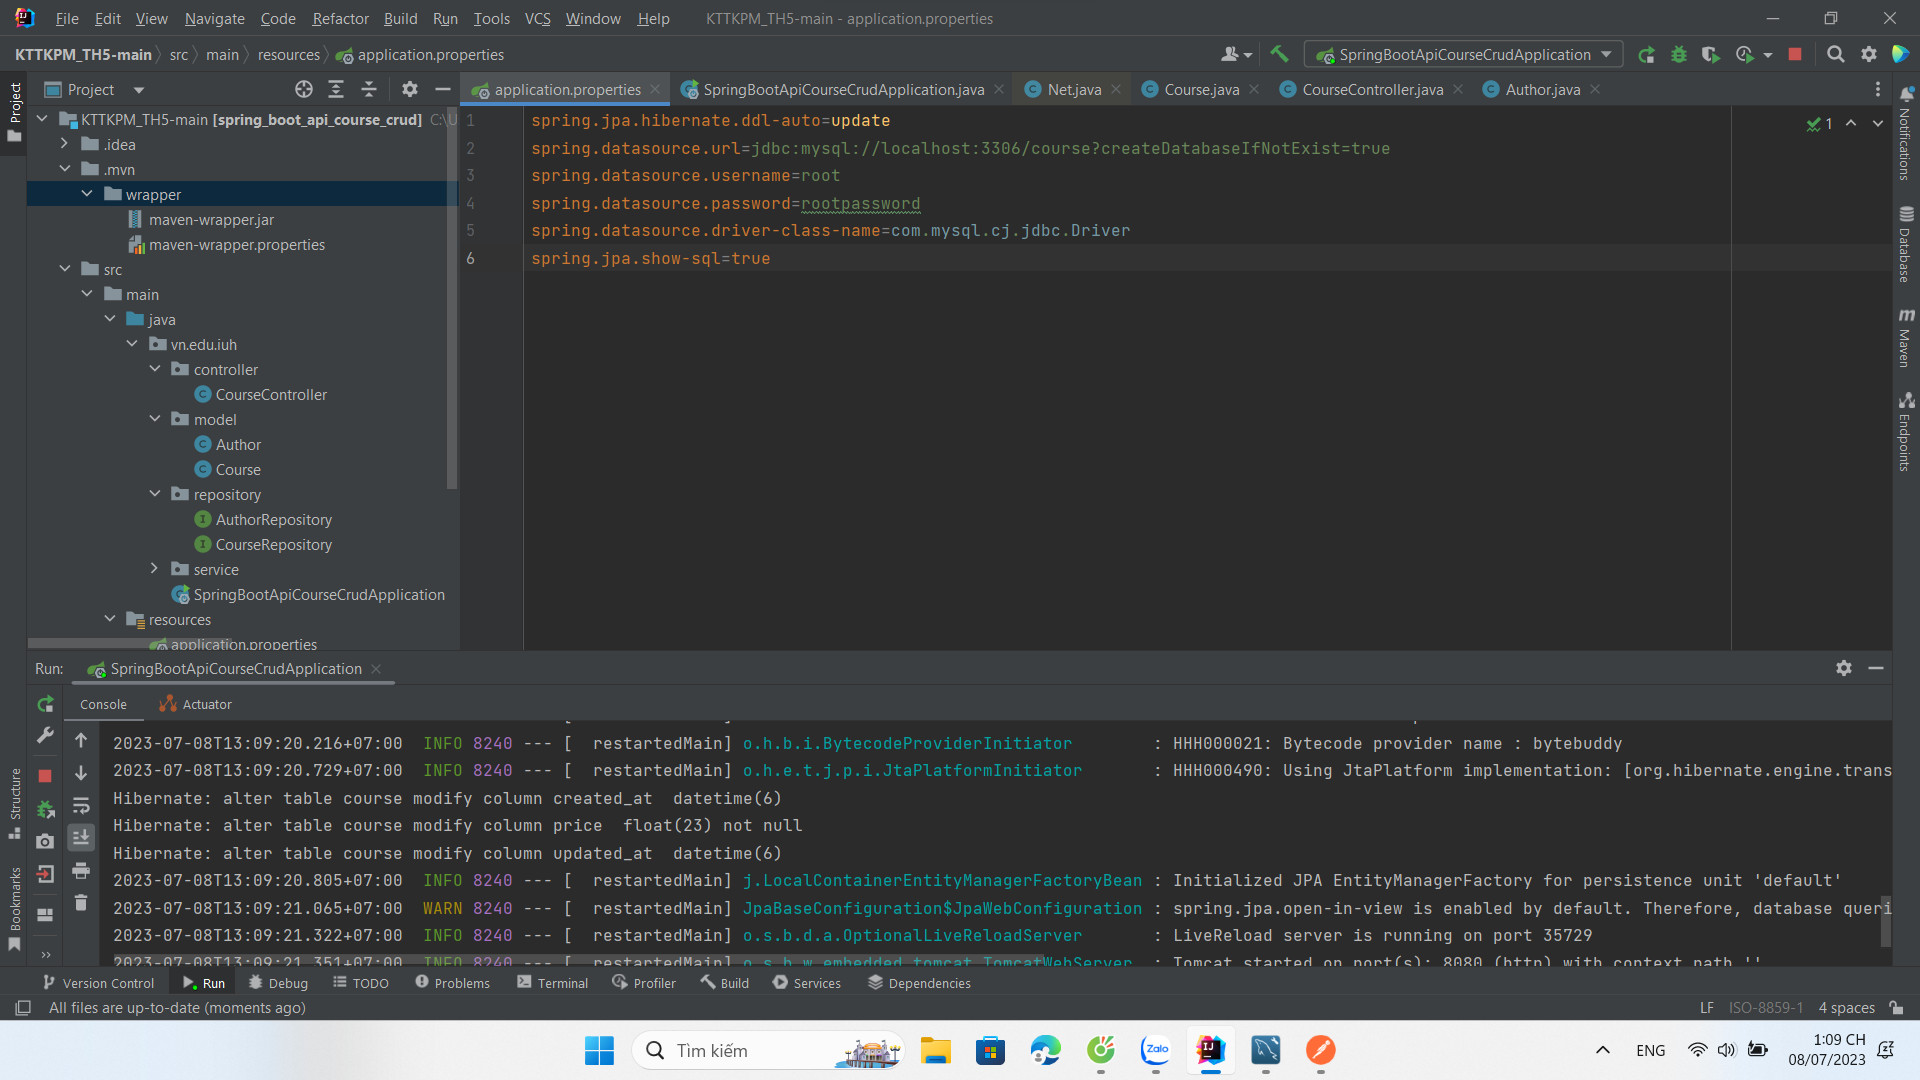 File Edit View Navigate Code Refactor Build Run Tools VCS Window Help KTTKPM_TH5-main - application.properties
KTTKPM_TH5-main src main resources application.properties SpringBootApiCourseCrudApplication
Project
Project
application.properties SpringBootApiCourseCrudApplication.java Net.java Course.java CourseController.java Author.java
KTTKPM_TH5-main [spring_boot_api_course_crud] C:\U
.idea
.mvn
wrapper
maven-wrapper.jar
maven-wrapper.properties
src
main
java
vn.edu.iuh
controller
CourseController
model
Author
Course
repository
AuthorRepository
CourseRepository
service
SpringBootApiCourseCrudApplication
resources
application.properties
1 spring.jpa.hibernate.ddl-auto=update
2 spring.datasource.url=jdbc:mysql://localhost:3306/course?createDatabaseIfNotExist=true
3 spring.datasource.username=root
4 spring.datasource.password=rootpassword
5 spring.datasource.driver-class-name=com.mysql.cj.jdbc.Driver
6 spring.jpa.show-sql=true
1
Notifications
Database
m Maven
Endpoints
Run: SpringBootApiCourseCrudApplication
Console Actuator
2023-07-08T13:09:20.216+07:00 INFO 8240 --- [ restartedMain] o.h.b.i.BytecodeProviderInitiator : HHH000021: Bytecode provider name : bytebuddy
2023-07-08T13:09:20.729+07:00 INFO 8240 --- [ restartedMain] o.h.e.t.j.p.i.JtaPlatformInitiator : HHH000490: Using JtaPlatform implementation: [org.hibernate.engine.trans
Hibernate: alter table course modify column created_at datetime(6)
Hibernate: alter table course modify column price float(23) not null
Hibernate: alter table course modify column updated_at datetime(6)
2023-07-08T13:09:20.805+07:00 INFO 8240 --- [ restartedMain] j.LocalContainerEntityManagerFactoryBean : Initialized JPA EntityManagerFactory for persistence unit 'default'
2023-07-08T13:09:21.065+07:00 WARN 8240 --- [ restartedMain] JpaBaseConfiguration$JpaWebConfiguration : spring.jpa.open-in-view is enabled by default. Therefore, database queri
2023-07-08T13:09:21.322+07:00 INFO 8240 --- [ restartedMain] o.s.b.d.a.OptionalLiveReloadServer : LiveReload server is running on port 35729
2023-07-08T13:09:21.351+07:00 INFO 8240 --- [ restartedMain] o.s.b.w.embedded.tomcat.TomcatWebServer : Tomcat started on port(s): 8080 (http) with context path ''
Structure
Bookmarks
Version Control Run Debug TODO Problems Terminal Profiler Build Services Dependencies
All files are up-to-date (moments ago) LF ISO-8859-1 4 spaces
Tìm kiếm Zalo ENG 1:09 CH
08/07/2023